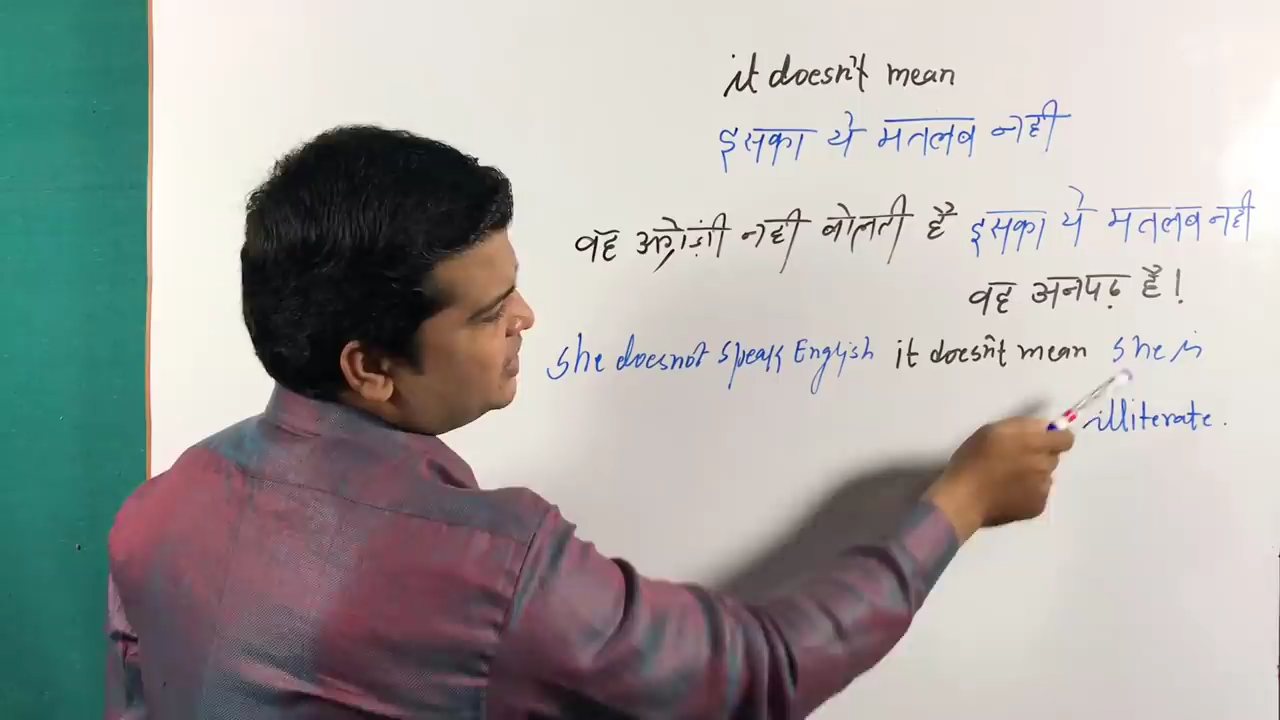 it doesn't mean
इसका ये मतलब नही
वह अंग्रेज़ी नही बोलती है इसका ये मतलब नही
वह अनपढ़ है!
She doesnot speak English it doesn't mean she is
illiterate.